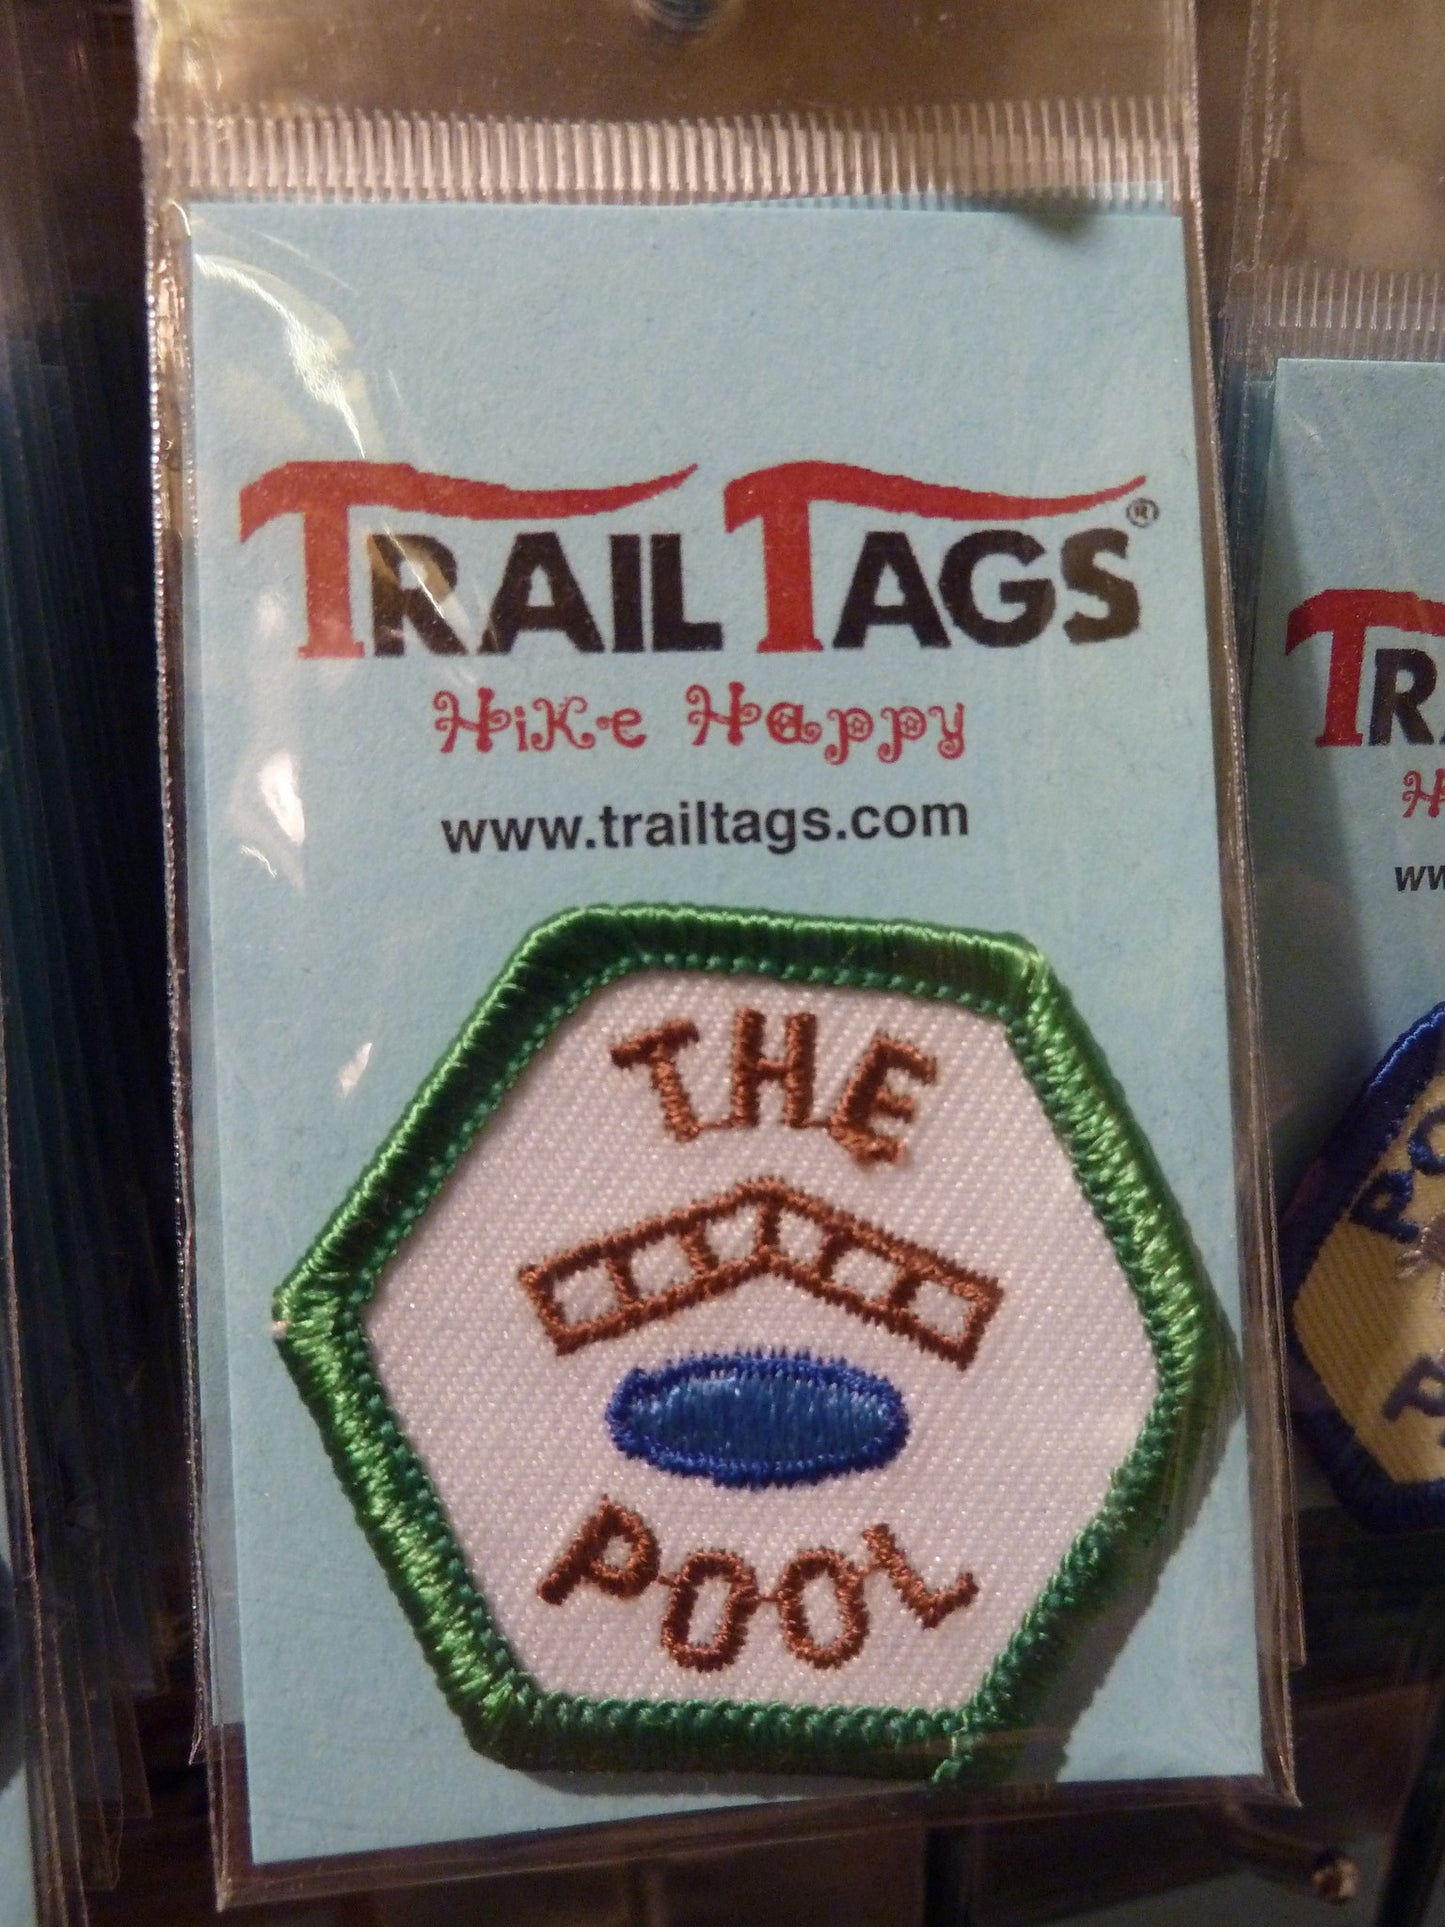 TRAIL TAGS®
HiKe Happy
www.trailtags.com
THE
POOL